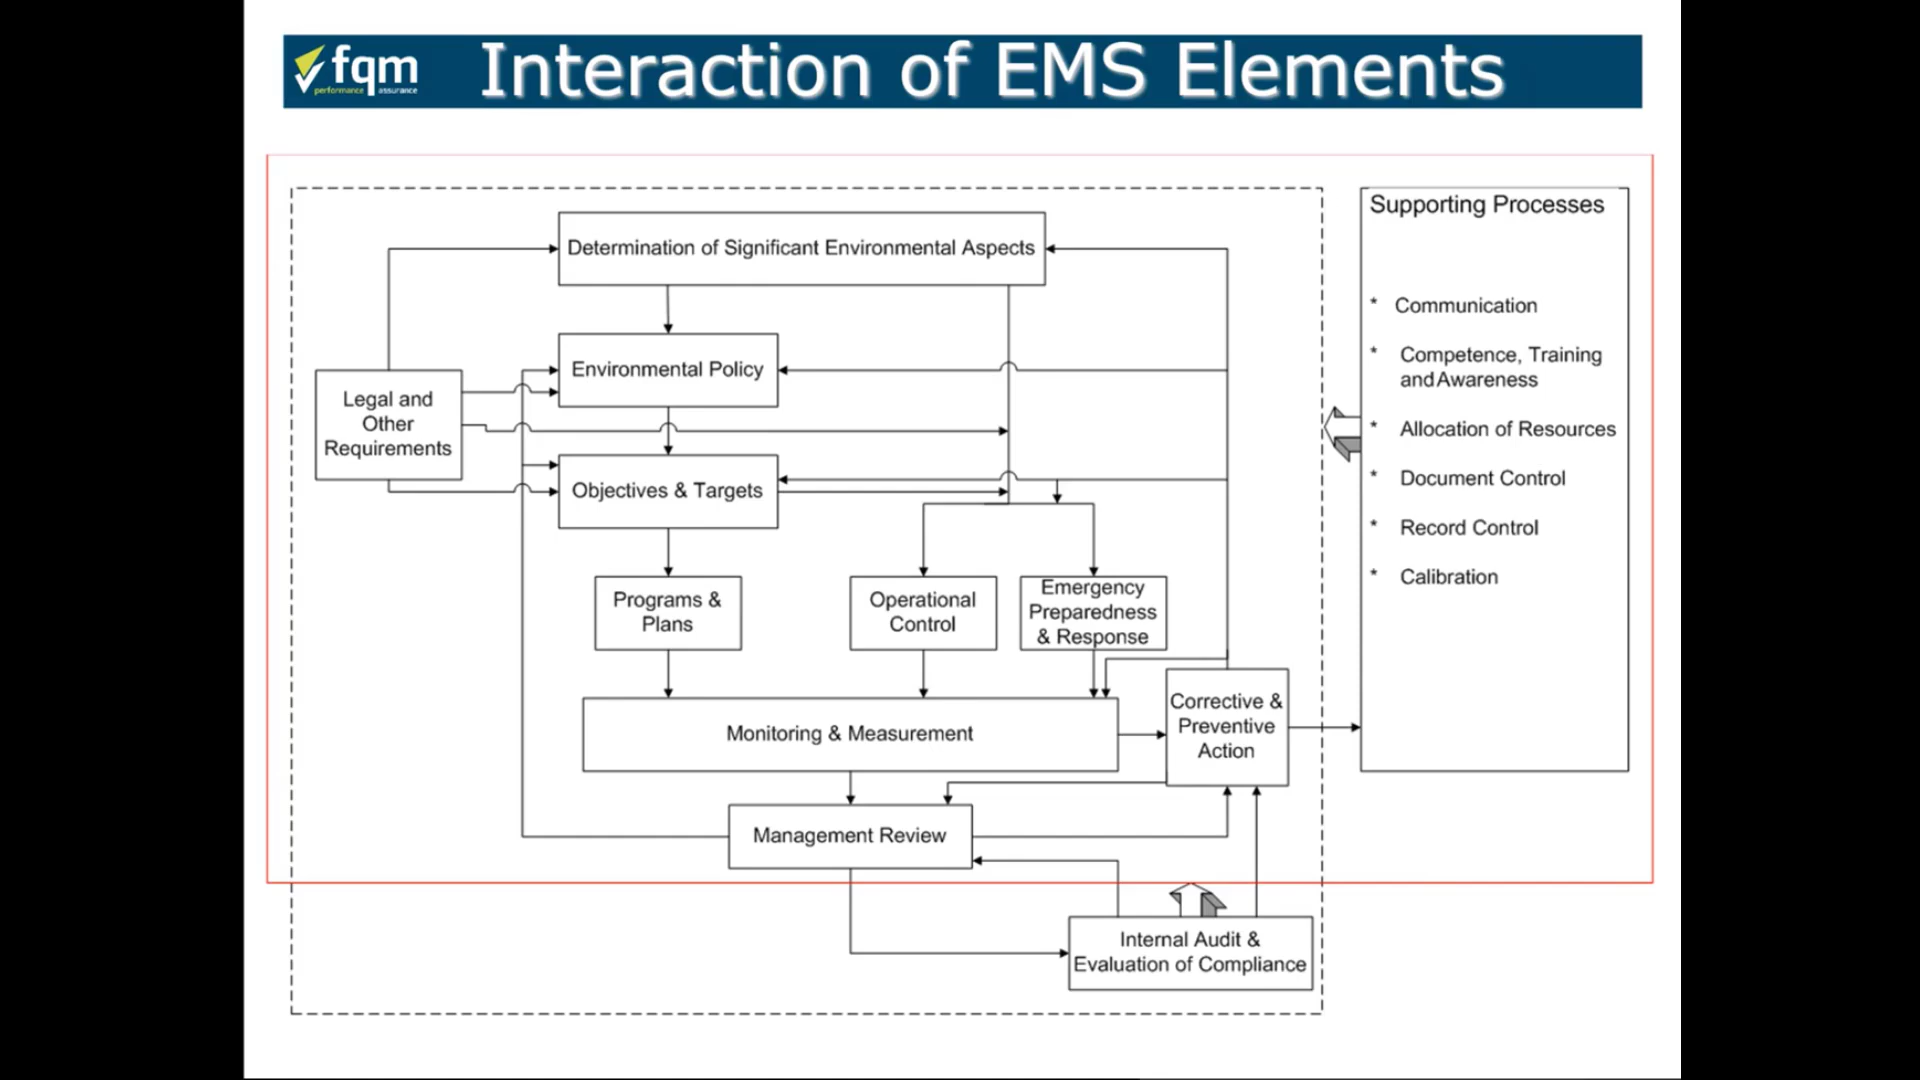 fqm
performance assurance
Interaction of EMS Elements
Determination of Significant Environmental Aspects
Environmental Policy
Legal and
Other
Requirements
Objectives & Targets
Programs &
Plans
Operational
Control
Emergency
Preparedness
& Response
Monitoring & Measurement
Corrective &
Preventive
Action
Management Review
Internal Audit &
Evaluation of Compliance
Supporting Processes
* Communication
* Competence, Training
and Awareness
* Allocation of Resources
* Document Control
* Record Control
* Calibration